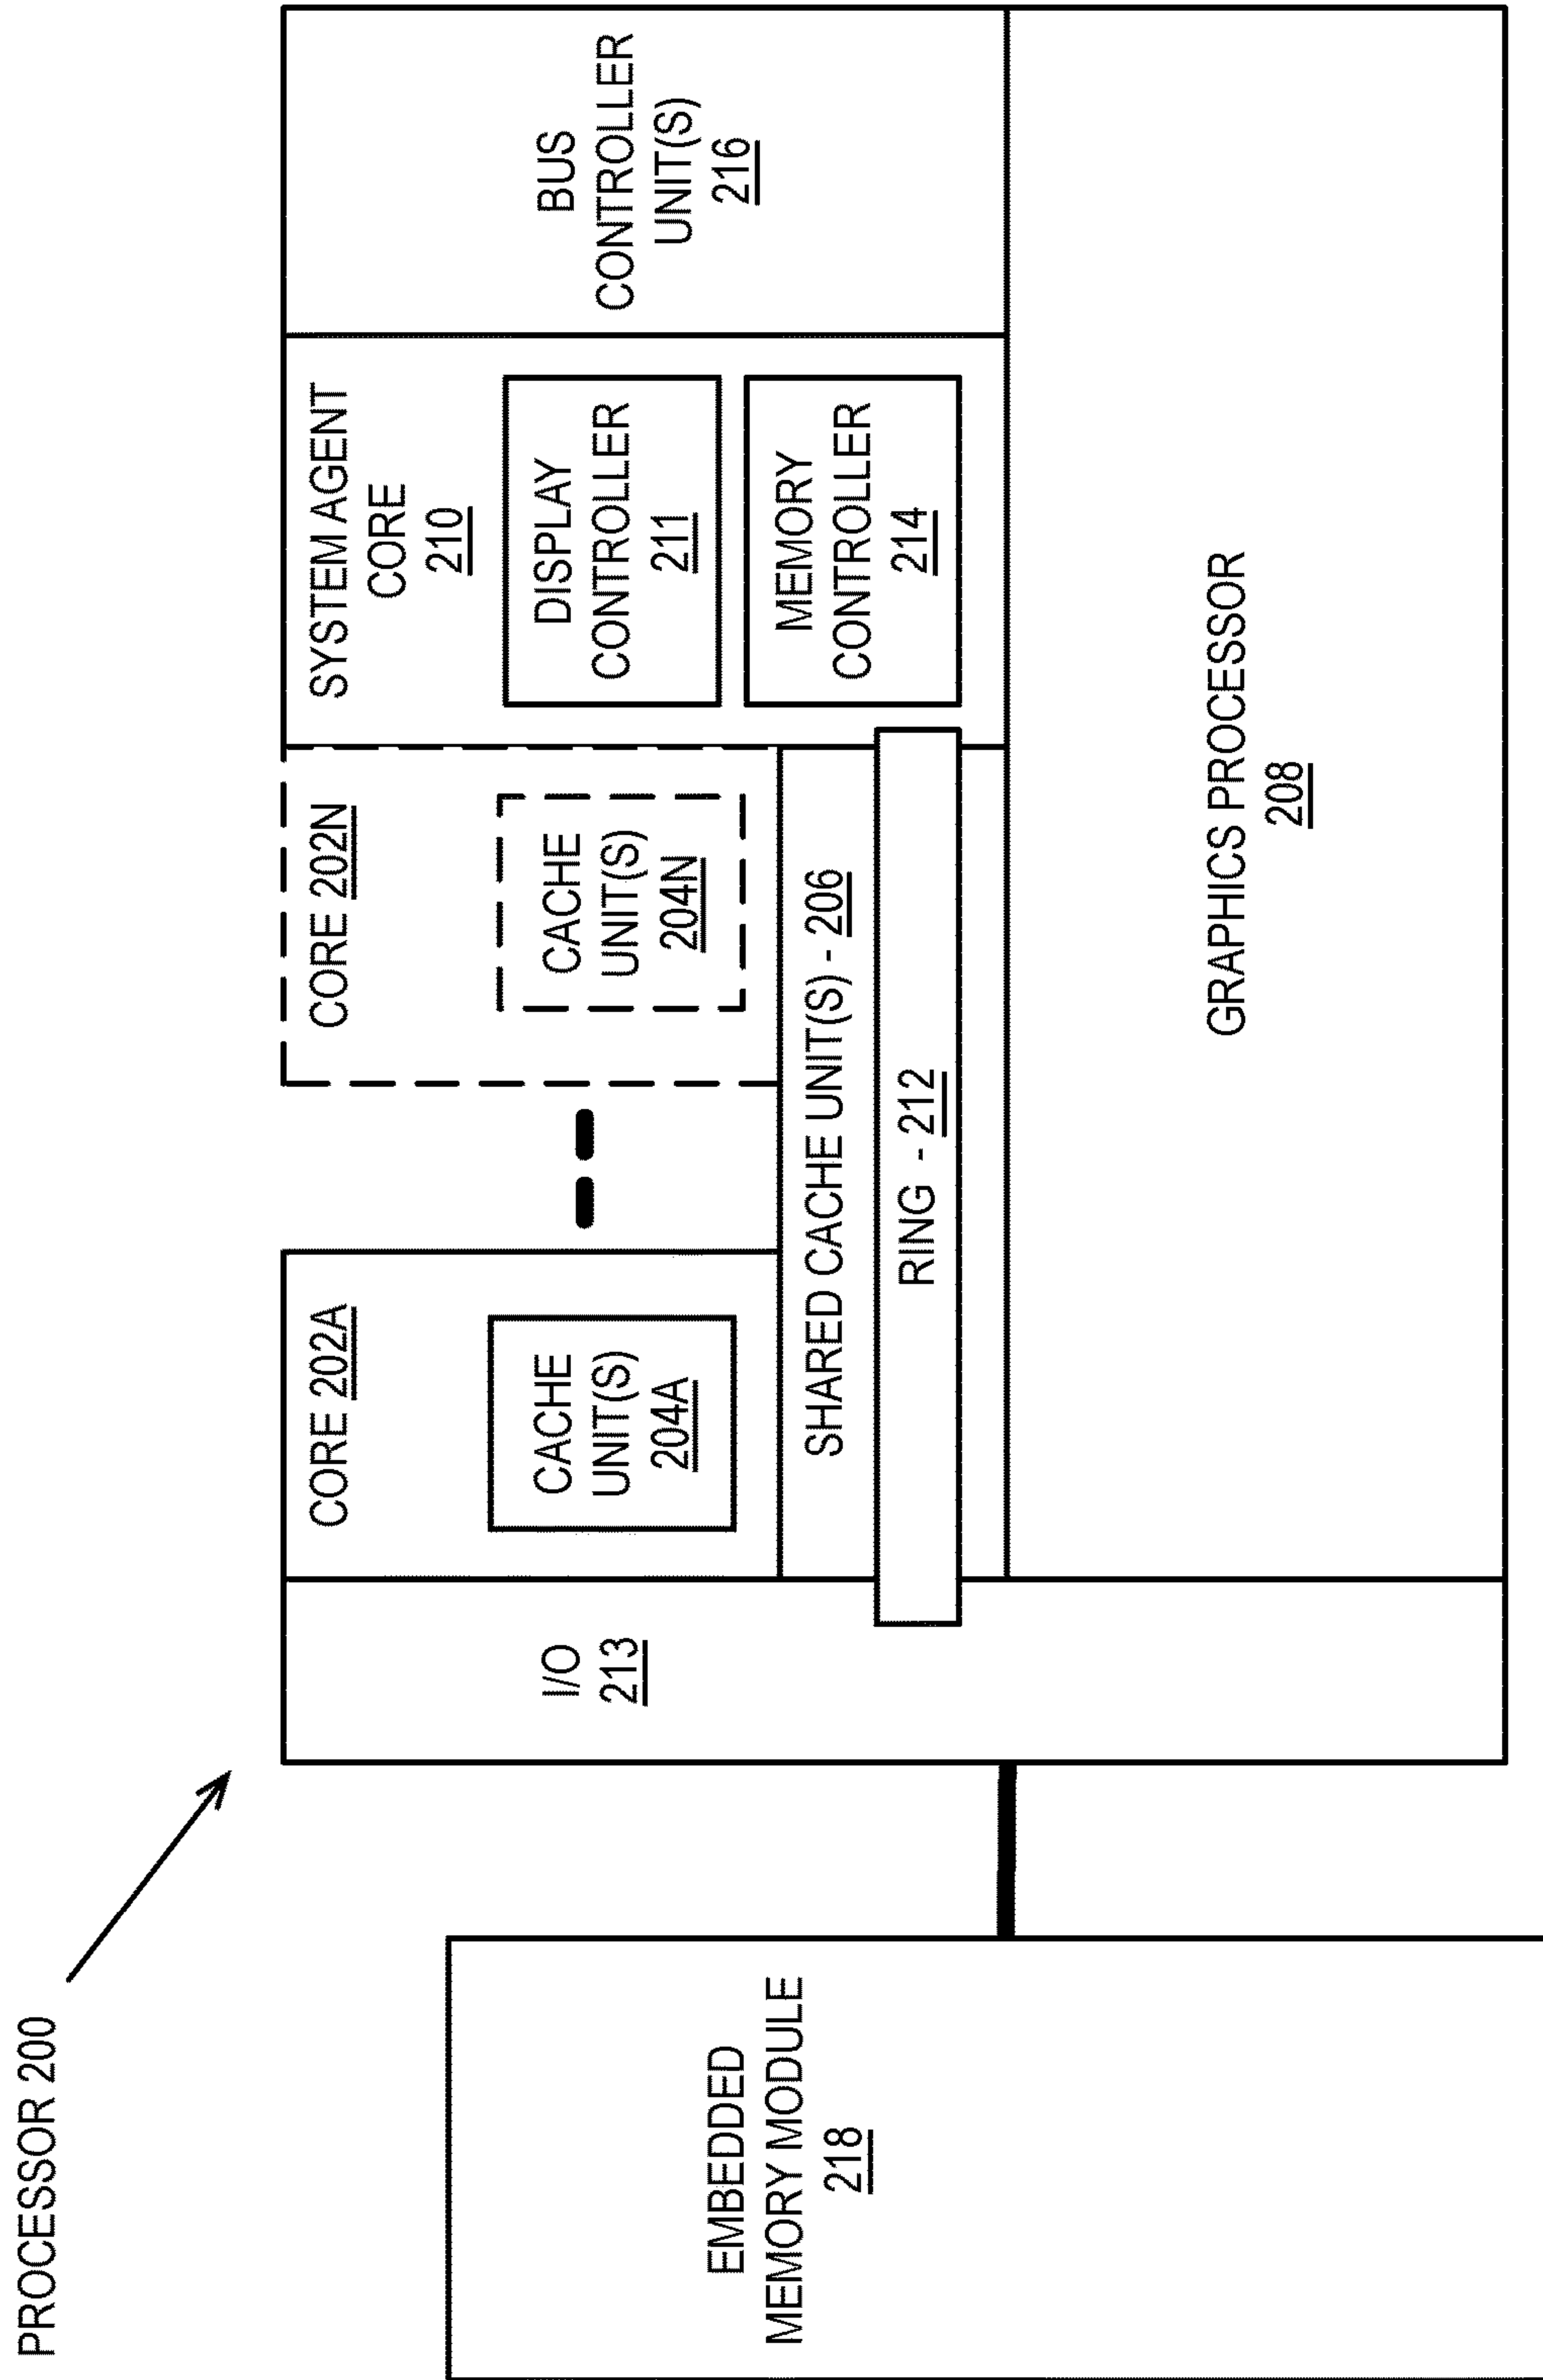 PROCESSOR 200
EMBEDDED
MEMORY MODULE
218
I/O
213
CORE 202A
CACHE
UNIT(S)
204A
CORE 202N
CACHE
UNIT(S)
204N
SHARED CACHE UNIT(S) - 206
RING - 212
SYSTEM AGENT
CORE
210
DISPLAY
CONTROLLER
211
MEMORY
CONTROLLER
214
BUS
CONTROLLER
UNIT(S)
216
GRAPHICS PROCESSOR
208